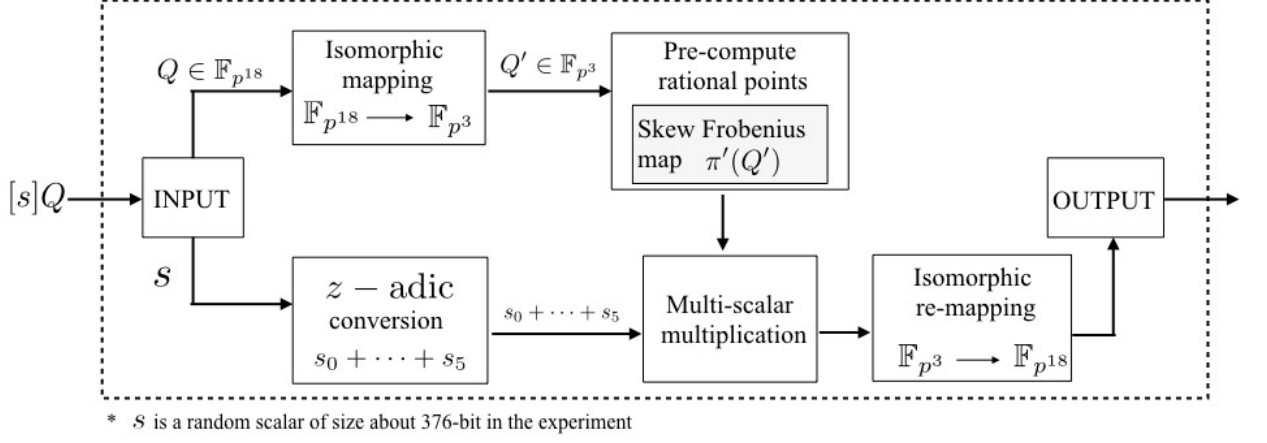 Isomorphic
mapping
𝔽_{p^{18}} ⟶ 𝔽_{p^3}
Q ∈ 𝔽_{p^{18}}
Q′ ∈ 𝔽_{p^3}
Pre-compute
rational points
Skew Frobenius
map π′(Q′)
[s]Q
INPUT
OUTPUT
s
z − adic
conversion
s_0 + ⋯ + s_5
s_0 + ⋯ + s_5
Multi-scalar
multiplication
Isomorphic
re-mapping
𝔽_{p^3} ⟶ 𝔽_{p^{18}}
* s is a random scalar of size about 376-bit in the experiment